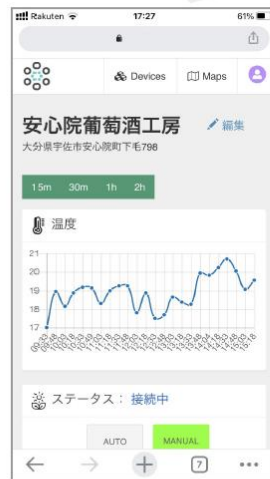 Rakuten 17:27 61%
Devices Maps
安心院葡萄酒工房 編集
大分県宇佐市安心院町下毛798
15m 30m 1h 2h
温度
21
20
19
18
17
ステータス： 接続中
AUTO MANUAL
7